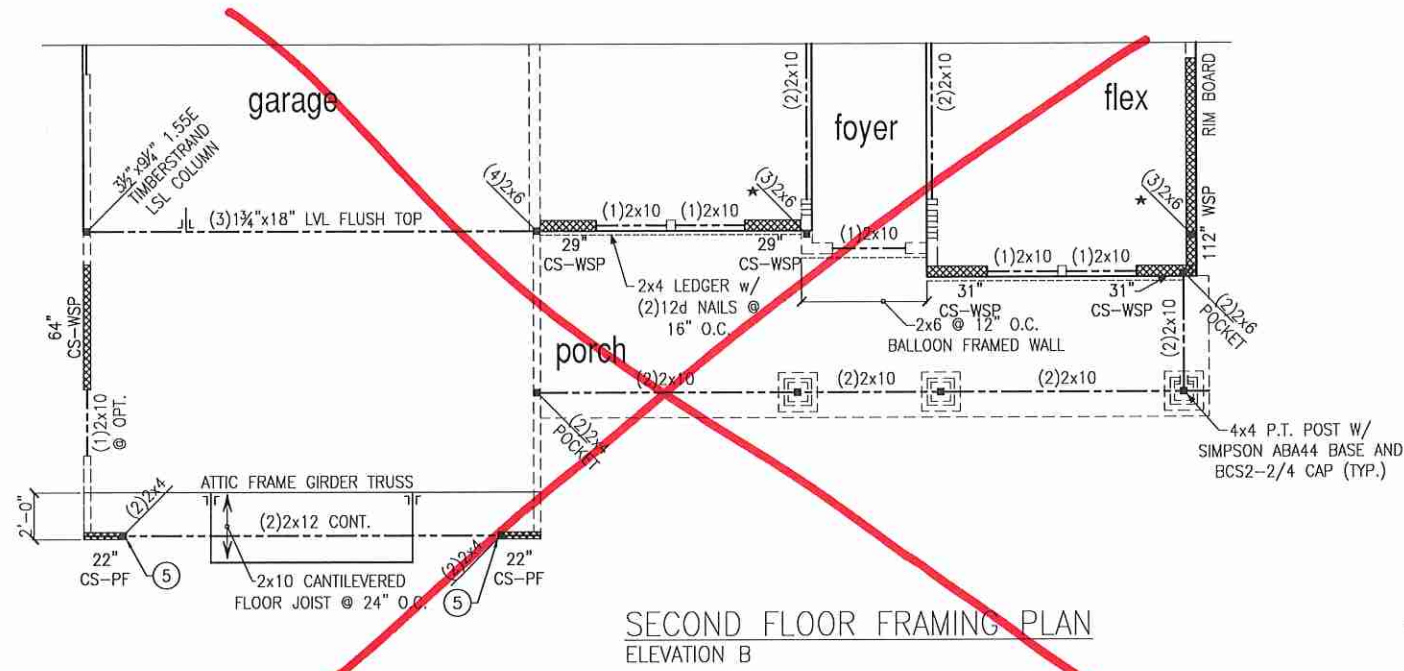 garage
foyer
flex
porch
3½"x9¼" 1.55E
TIMBERSTRAND
LSL COLUMN
(3)1¾"x18" LVL FLUSH TOP
(4)2x6
(1)2x10
(1)2x10
★
(3)2x6
29"
CS-WSP
29"
CS-WSP
2x4 LEDGER w/
(2)12d NAILS @
16" O.C.
(2)2x10
(2)2x10
(1)2x10
RIM BOARD
112" WSP
★
(3)2x6
(1)2x10
(1)2x10
31"
CS-WSP
31"
CS-WSP
2x6 @ 12" O.C.
BALLOON FRAMED WALL
(2)2x6
POCKET
(2)2x10
64"
CS-WSP
(1)2x10
@ OPT.
(2)2x10
(2)2x10
(2)2x10
(2)2x4
POCKET
4x4 P.T. POST W/
SIMPSON ABA44 BASE AND
BCS2-2/4 CAP (TYP.)
2'-0"
(2)2x4
ATTIC FRAME GIRDER TRUSS
(2)2x12 CONT.
(2)2x4
22"
CS-PF
5
2x10 CANTILEVERED
FLOOR JOIST @ 24" O.C.
5
22"
CS-PF
SECOND FLOOR FRAMING PLAN
ELEVATION B